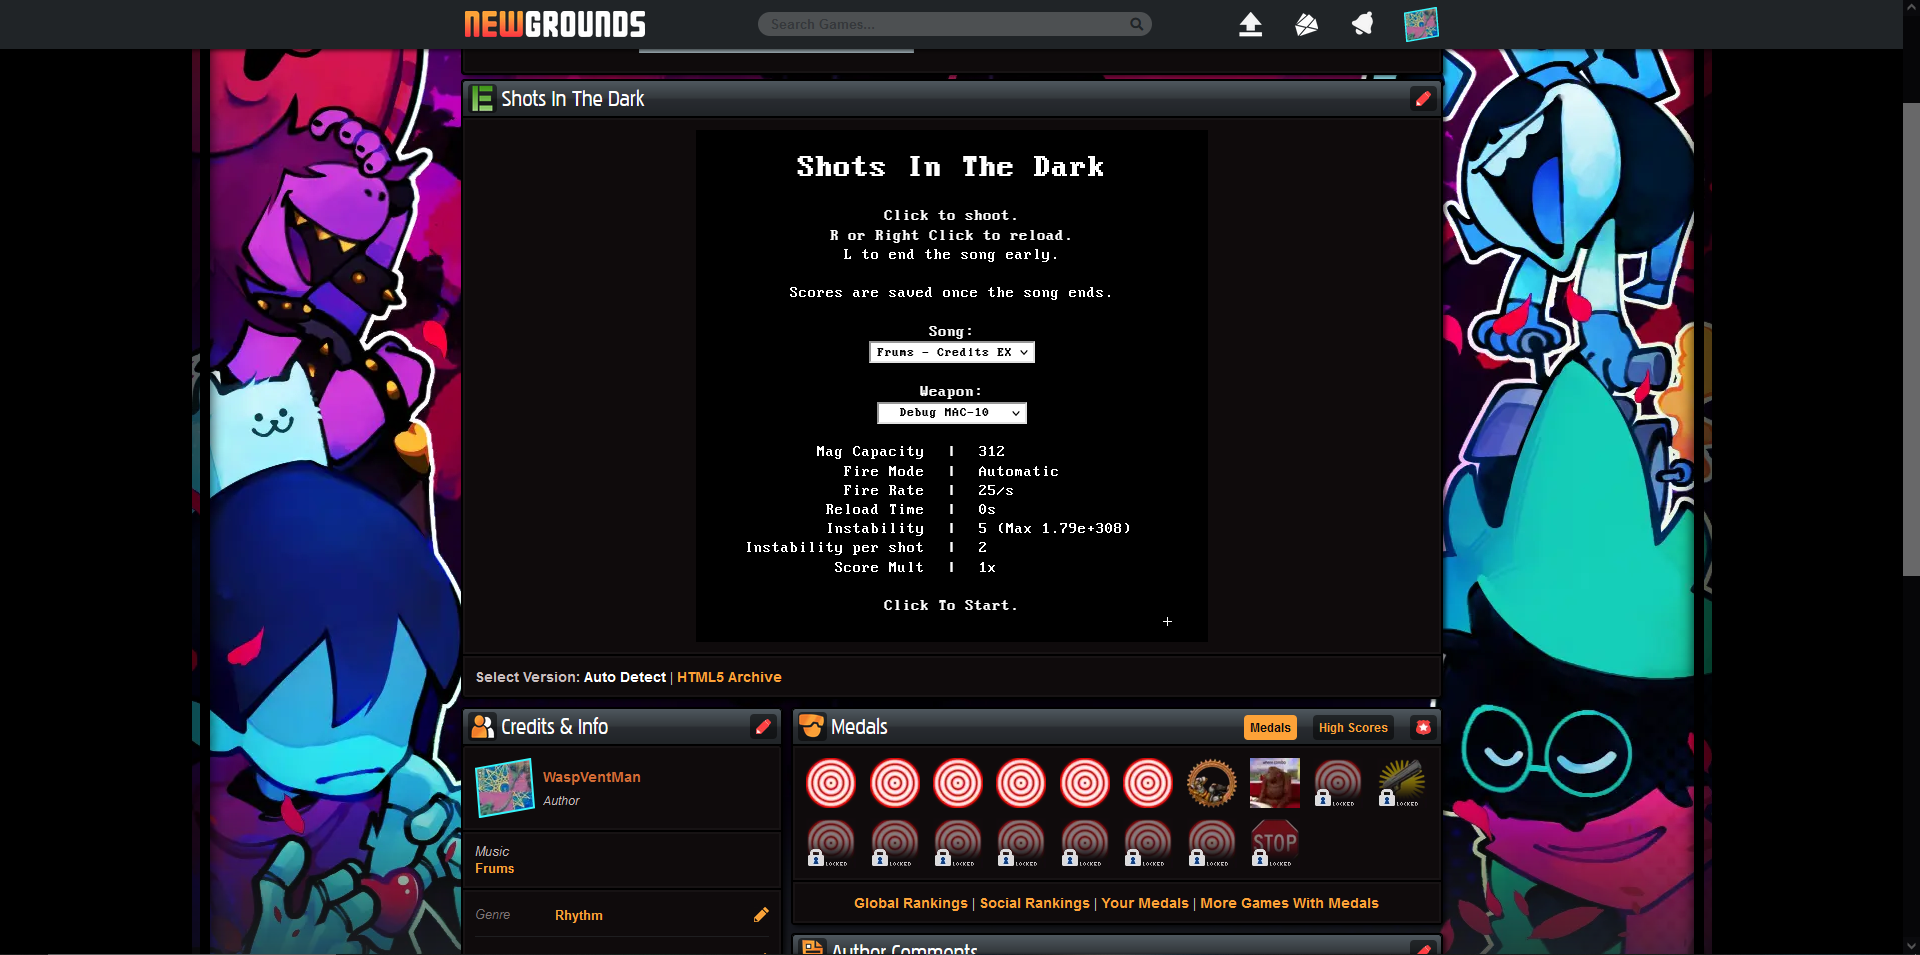 NEWGROUNDS
Search Games...
Shots In The Dark
Shots In The Dark
Click to shoot.
R or Right Click to reload.
L to end the song early.
Scores are saved once the song ends.
Song:
Frums - Credits EX
Weapon:
Debug MAC-10
Mag Capacity | 312
Fire Mode | Automatic
Fire Rate | 25/s
Reload Time | 0s
Instability | 5 (Max 1.79e+308)
Instability per shot | 2
Score Mult | 1x
Click To Start.
Select Version: Auto Detect | HTML5 Archive
Credits & Info
WaspVentMan
Author
Music
Frums
Genre Rhythm
Medals
Medals High Scores
LOCKED LOCKED
LOCKED LOCKED LOCKED LOCKED LOCKED LOCKED LOCKED STOP LOCKED
Global Rankings | Social Rankings | Your Medals | More Games With Medals
Author Comments